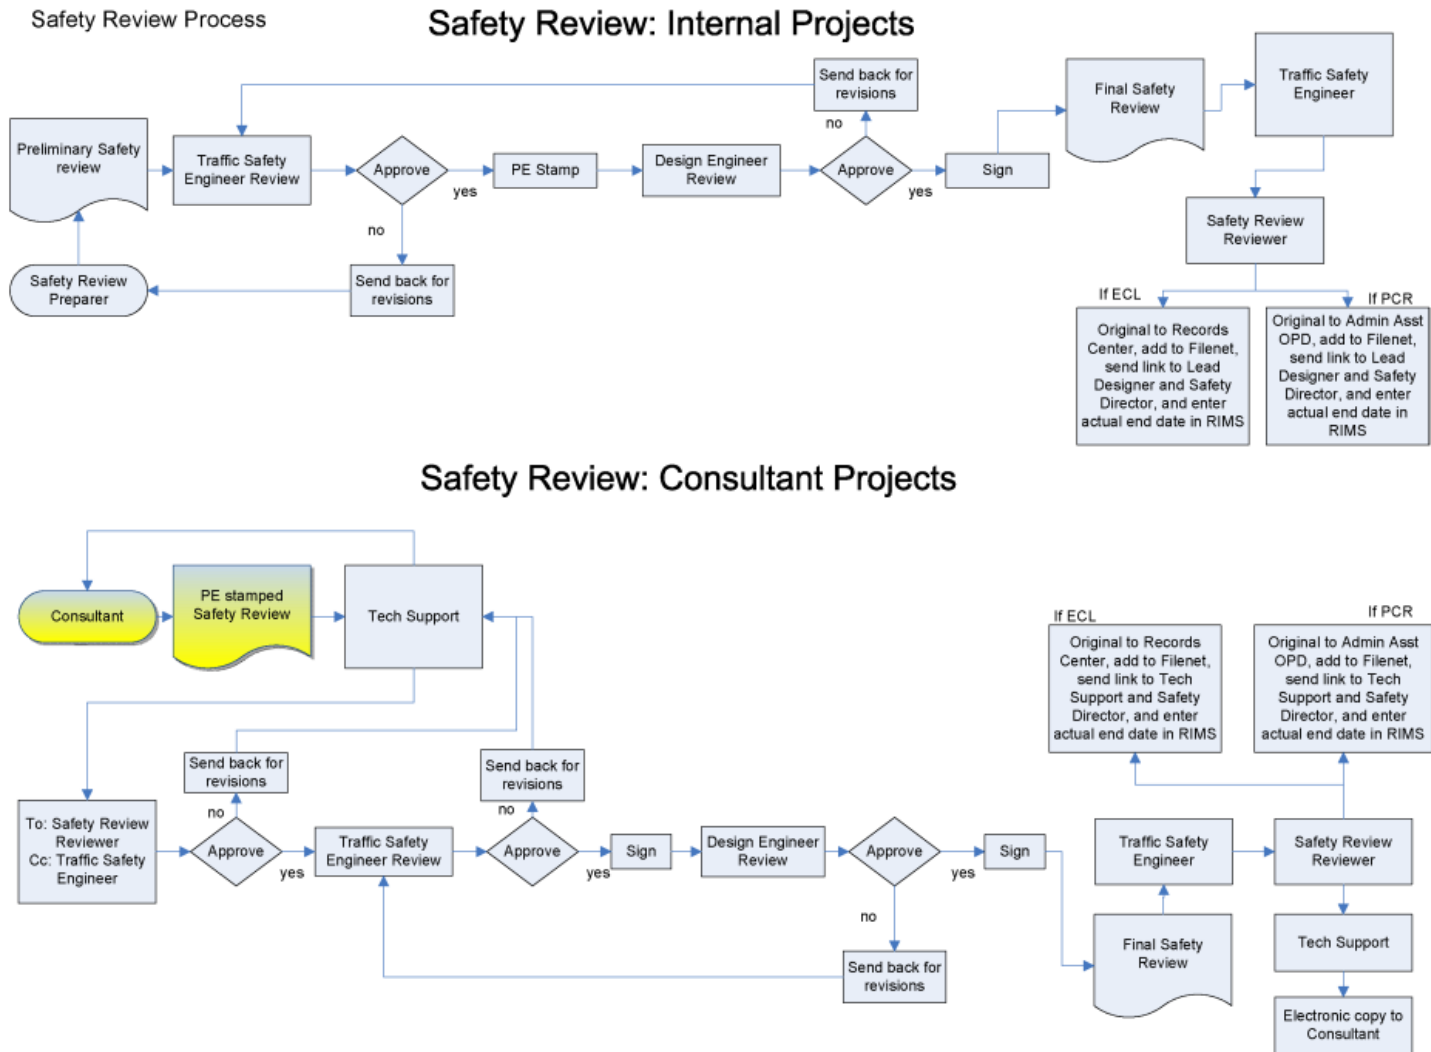 Safety Review Process
Safety Review: Internal Projects
Preliminary Safety
review
Traffic Safety
Engineer Review
Approve
yes
no
Send back for
revisions
Safety Review
Preparer
PE Stamp
Design Engineer
Review
Approve
no
Send back for
revisions
yes
Sign
Final Safety
Review
Traffic Safety
Engineer
Safety Review
Reviewer
If ECL
Original to Records
Center, add to Filenet,
send link to Lead
Designer and Safety
Director, and enter
actual end date in RIMS
If PCR
Original to Admin Asst
OPD, add to Filenet,
send link to Lead
Designer and Safety
Director, and enter
actual end date in
RIMS
Safety Review: Consultant Projects
Consultant
PE stamped
Safety Review
Tech Support
To: Safety Review
Reviewer
Cc: Traffic Safety
Engineer
Approve
no
Send back for
revisions
yes
Traffic Safety
Engineer Review
Approve
no
Send back for
revisions
yes
Sign
Design Engineer
Review
Approve
no
Send back for
revisions
yes
Sign
Final Safety
Review
Traffic Safety
Engineer
Safety Review
Reviewer
If ECL
Original to Records
Center, add to Filenet,
send link to Tech
Support and Safety
Director, and enter
actual end date in RIMS
If PCR
Original to Admin Asst
OPD, add to Filenet,
send link to Tech
Support and Safety
Director, and enter
actual end date in RIMS
Tech Support
Electronic copy to
Consultant